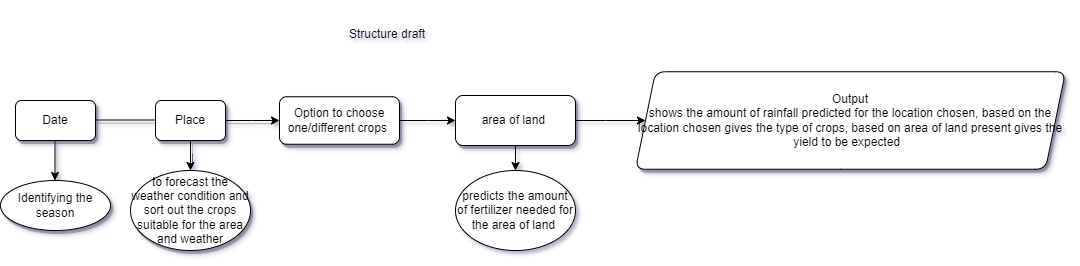 Structure draft
Date
Place
Option to choose
one/different crops
area of land
Output
shows the amount of rainfall predicted for the location chosen, based on the
location chosen gives the type of crops, based on area of land present gives the
yield to be expected
Identifying the
season
to forecast the
weather condition and
sort out the crops
suitable for the area
and weather
predicts the amount
of fertilizer needed for
the area of land